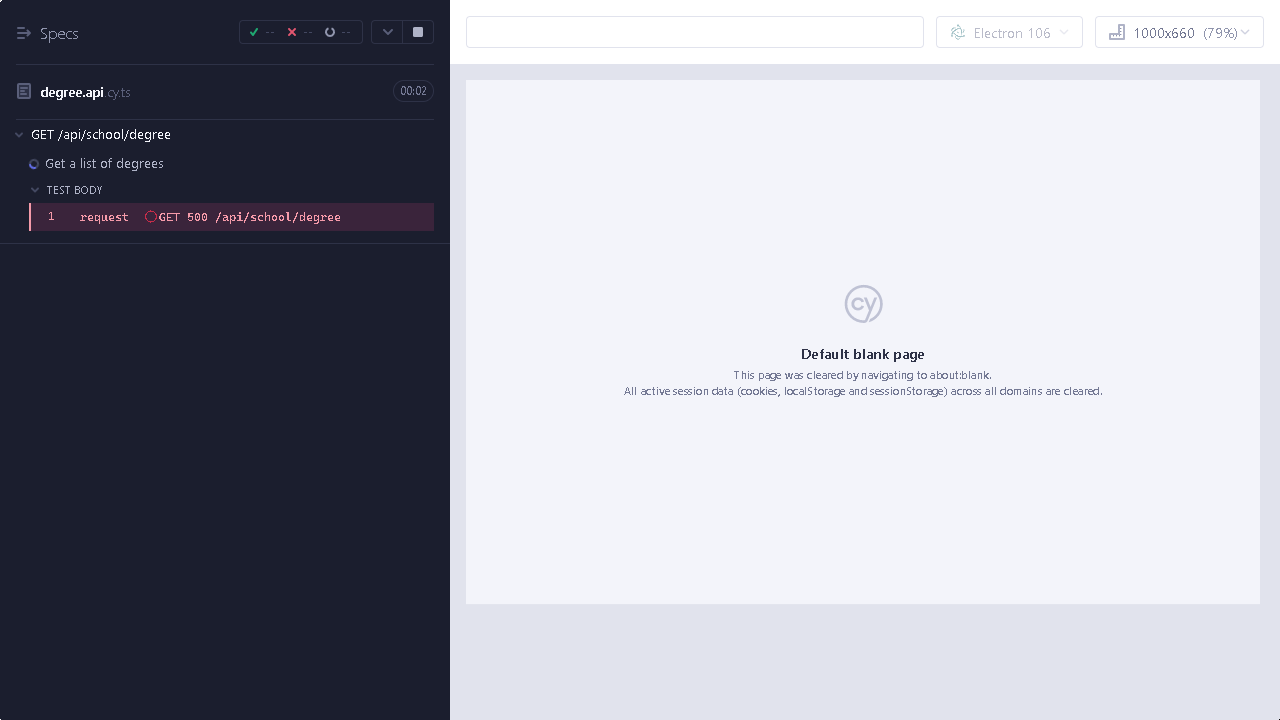 Specs
--
--
--
Electron 106
1000x660 (79%)
degree.api.cy.ts
00:02
GET /api/school/degree
Get a list of degrees
TEST BODY
1 request GET 500 /api/school/degree
cy
Default blank page
This page was cleared by navigating to about:blank.
All active session data (cookies, localStorage and sessionStorage) across all domains are cleared.